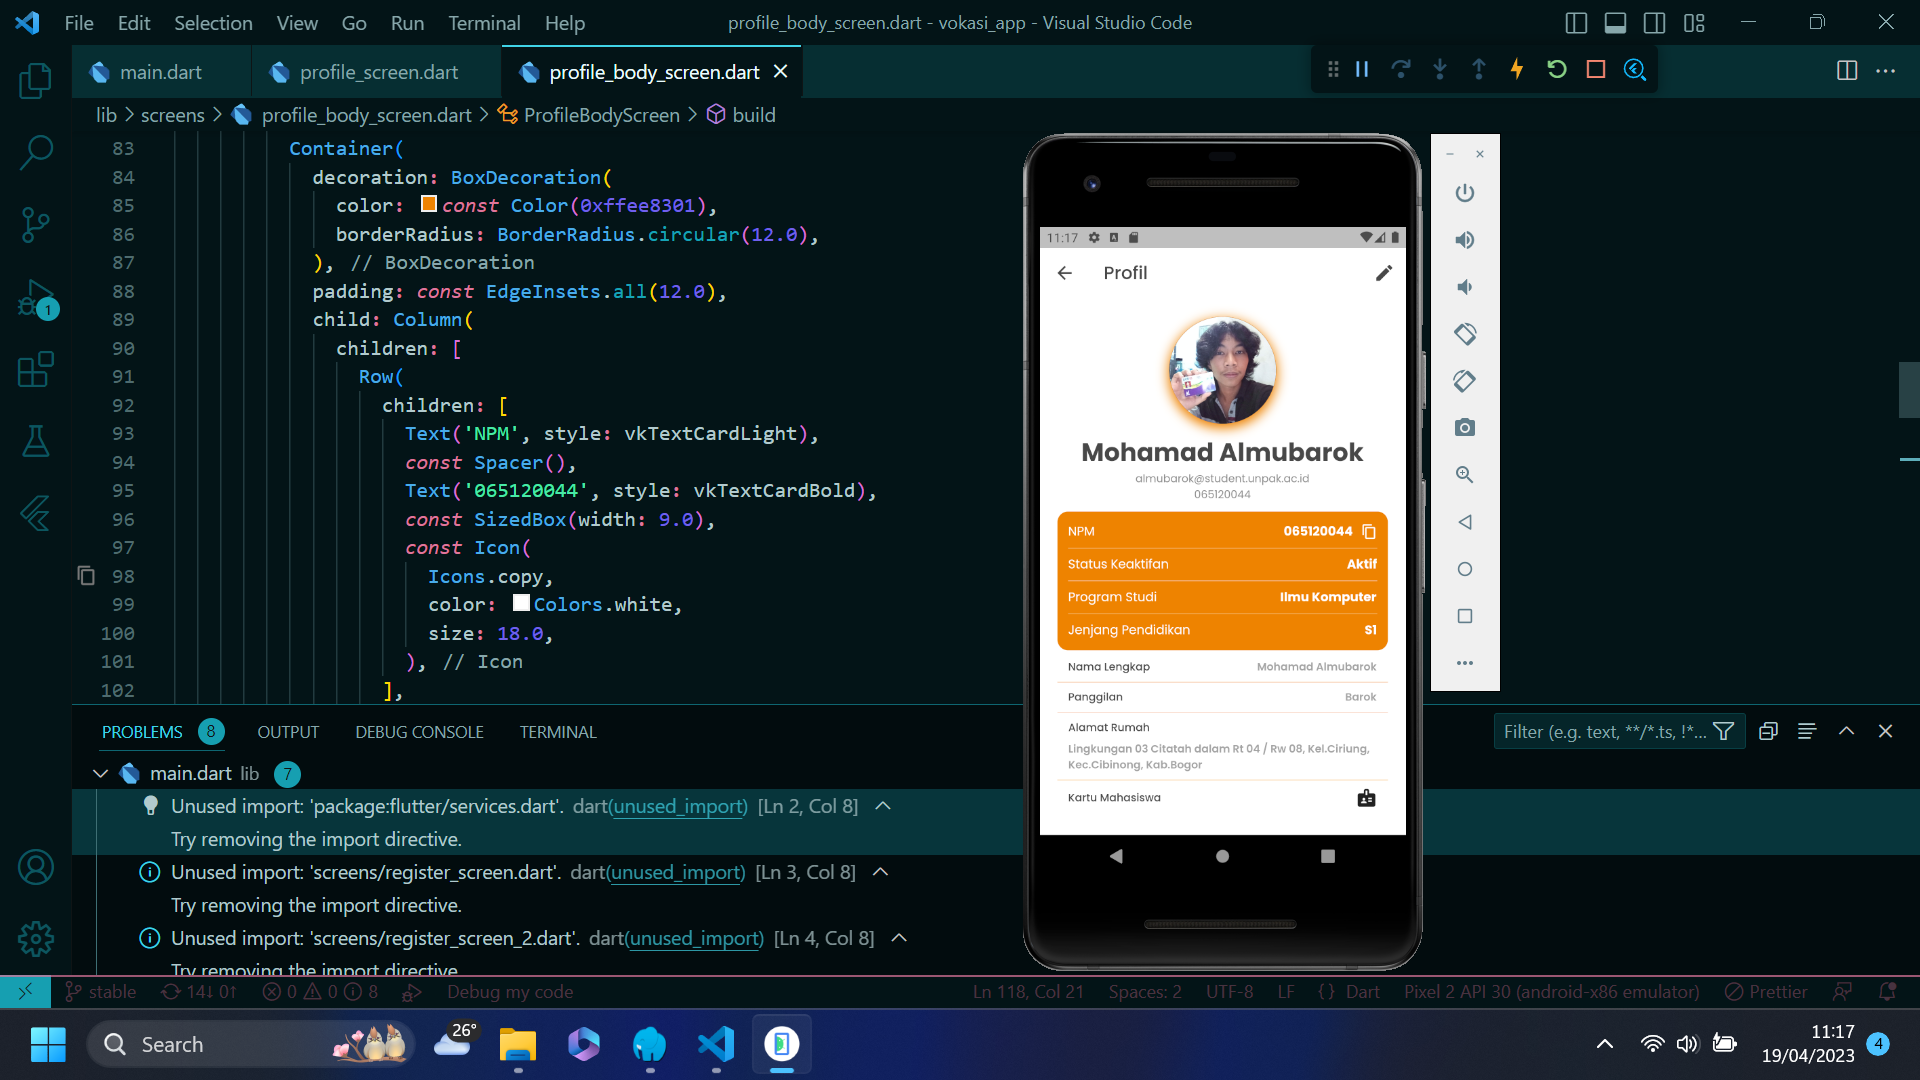 File Edit Selection View Go Run Terminal Help
profile_body_screen.dart - vokasi_app - Visual Studio Code
main.dart
profile_screen.dart
profile_body_screen.dart
lib > screens > profile_body_screen.dart > ProfileBodyScreen > build
83 Container(
84 decoration: BoxDecoration(
85 color: const Color(0xffee8301),
86 borderRadius: BorderRadius.circular(12.0),
87 ), // BoxDecoration
88 padding: const EdgeInsets.all(12.0),
89 child: Column(
90 children: [
91 Row(
92 children: [
93 Text('NPM', style: vkTextCardLight),
94 const Spacer(),
95 Text('065120044', style: vkTextCardBold),
96 const SizedBox(width: 9.0),
97 const Icon(
98 Icons.copy,
99 color: Colors.white,
100 size: 18.0,
101 ), // Icon
102 ],
11:17
Profil
Mohamad Almubarok
almubarok@student.unpak.ac.id
065120044
NPM 065120044
Status Keaktifan Aktif
Program Studi Ilmu Komputer
Jenjang Pendidikan S1
Nama Lengkap Mohamad Almubarok
Panggilan Barok
Alamat Rumah
Lingkungan 03 Citatah dalam Rt 04 / Rw 08, Kel.Ciriung,
Kec.Cibinong, Kab.Bogor
Kartu Mahasiswa
1
PROBLEMS 8 OUTPUT DEBUG CONSOLE TERMINAL
Filter (e.g. text, **/*.ts, !*...
main.dart lib 7
Unused import: 'package:flutter/services.dart'. dart(unused_import) [Ln 2, Col 8]
Try removing the import directive.
Unused import: 'screens/register_screen.dart'. dart(unused_import) [Ln 3, Col 8]
Try removing the import directive.
Unused import: 'screens/register_screen_2.dart'. dart(unused_import) [Ln 4, Col 8]
Try removing the import directive
stable 14↓ 0↑ 0 0 8 Debug my code
Ln 118, Col 21 Spaces: 2 UTF-8 LF {} Dart Pixel 2 API 30 (android-x86 emulator) Prettier
Search
26°
11:17
19/04/2023
4